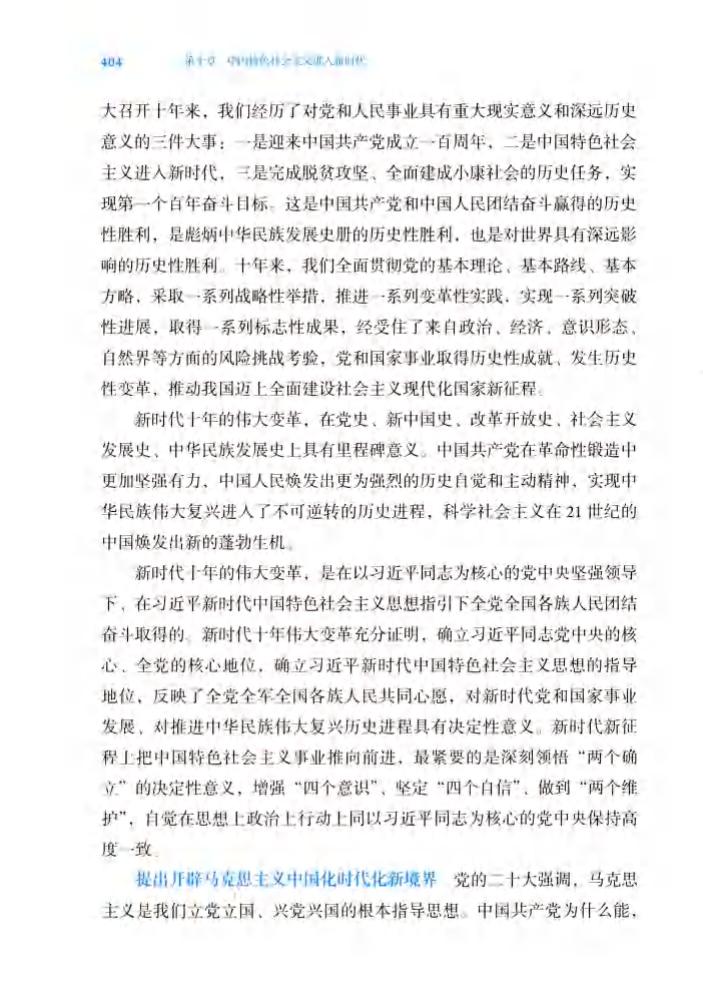 404 第十章 中国特色社会主义进入新时代
大召开十年来，我们经历了对党和人民事业具有重大现实意义和深远历史
意义的三件大事：一是迎来中国共产党成立一百周年，二是中国特色社会
主义进入新时代，三是完成脱贫攻坚、全面建成小康社会的历史任务，实
现第一个百年奋斗目标。这是中国共产党和中国人民团结奋斗赢得的历史
性胜利，是彪炳中华民族发展史册的历史性胜利，也是对世界具有深远影
响的历史性胜利。十年来，我们全面贯彻党的基本理论、基本路线、基本
方略，采取一系列战略性举措，推进一系列变革性实践，实现一系列突破
性进展，取得一系列标志性成果，经受住了来自政治、经济、意识形态、
自然界等方面的风险挑战考验，党和国家事业取得历史性成就、发生历史
性变革，推动我国迈上全面建设社会主义现代化国家新征程。
新时代十年的伟大变革，在党史、新中国史、改革开放史、社会主义
发展史、中华民族发展史上具有里程碑意义。中国共产党在革命性锻造中
更加坚强有力，中国人民焕发出更为强烈的历史自觉和主动精神，实现中
华民族伟大复兴进入了不可逆转的历史进程，科学社会主义在 21 世纪的
中国焕发出新的蓬勃生机。
新时代十年的伟大变革，是在以习近平同志为核心的党中央坚强领导
下、在习近平新时代中国特色社会主义思想指引下全党全国各族人民团结
奋斗取得的。新时代十年伟大变革充分证明，确立习近平同志党中央的核
心、全党的核心地位，确立习近平新时代中国特色社会主义思想的指导
地位，反映了全党全军全国各族人民共同心愿，对新时代党和国家事业
发展、对推进中华民族伟大复兴历史进程具有决定性意义。新时代新征
程上把中国特色社会主义事业推向前进，最紧要的是深刻领悟“两个确
立”的决定性意义，增强“四个意识”、坚定“四个自信”、做到“两个维
护”，自觉在思想上政治上行动上同以习近平同志为核心的党中央保持高
度一致。
提出开辟马克思主义中国化时代化新境界 党的二十大强调，马克思
主义是我们立党立国、兴党兴国的根本指导思想。中国共产党为什么能，